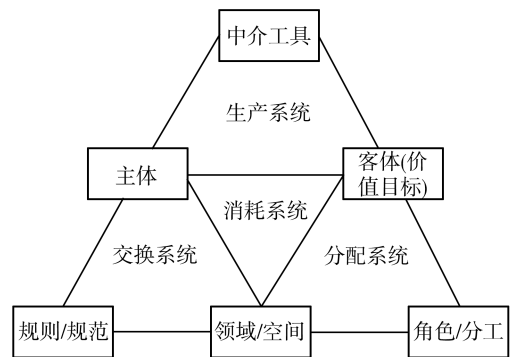 中介工具
生产系统
主体
客体(价
值目标)
消耗系统
交换系统
分配系统
规则/规范
领域/空间
角色/分工